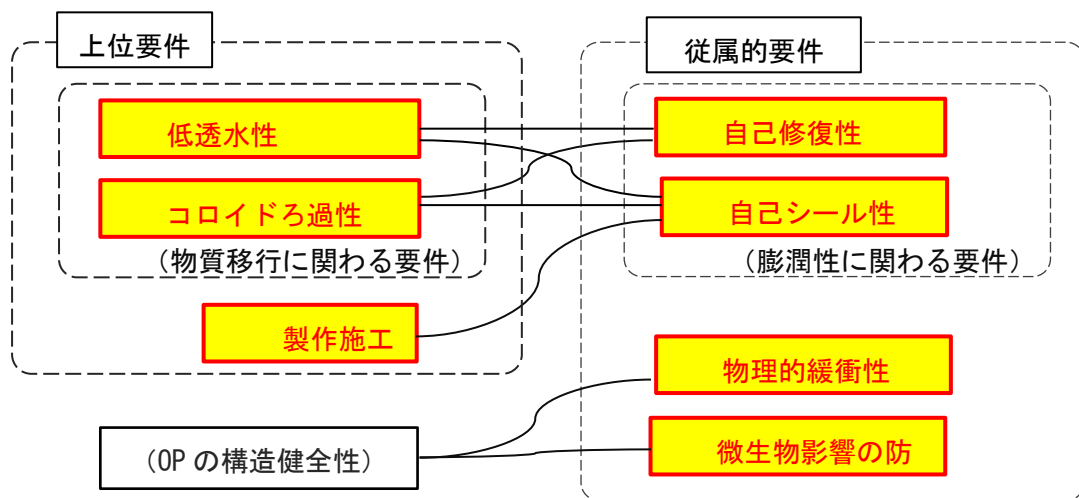 上位要件
低透水性
コロイドろ過性
（物質移行に関わる要件）
製作施工
（OPの構造健全性）
従属的要件
自己修復性
自己シール性
（膨潤性に関わる要件）
物理的緩衝性
微生物影響の防